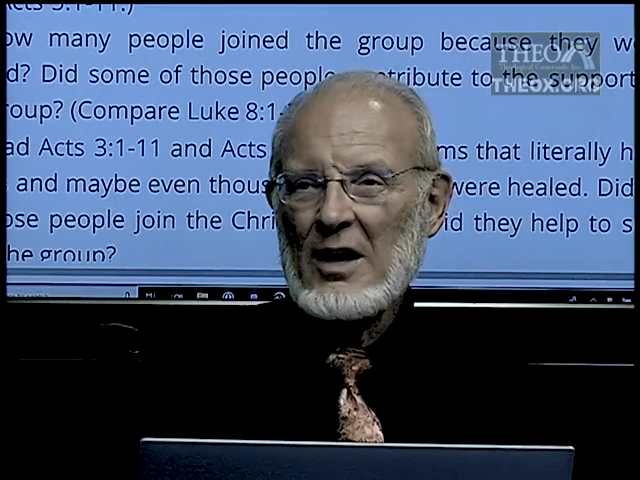 Acts 3:1-11.)
ow many people joined the group because they w
d? Did some of those people contribute to the support
roup? (Compare Luke 8:1-
ad Acts 3:1-11 and Acts ms that literally h
s and maybe even thous were healed. Did
ose people join the Chri id they help to s
he group?
THEOX
THEOX.ORG